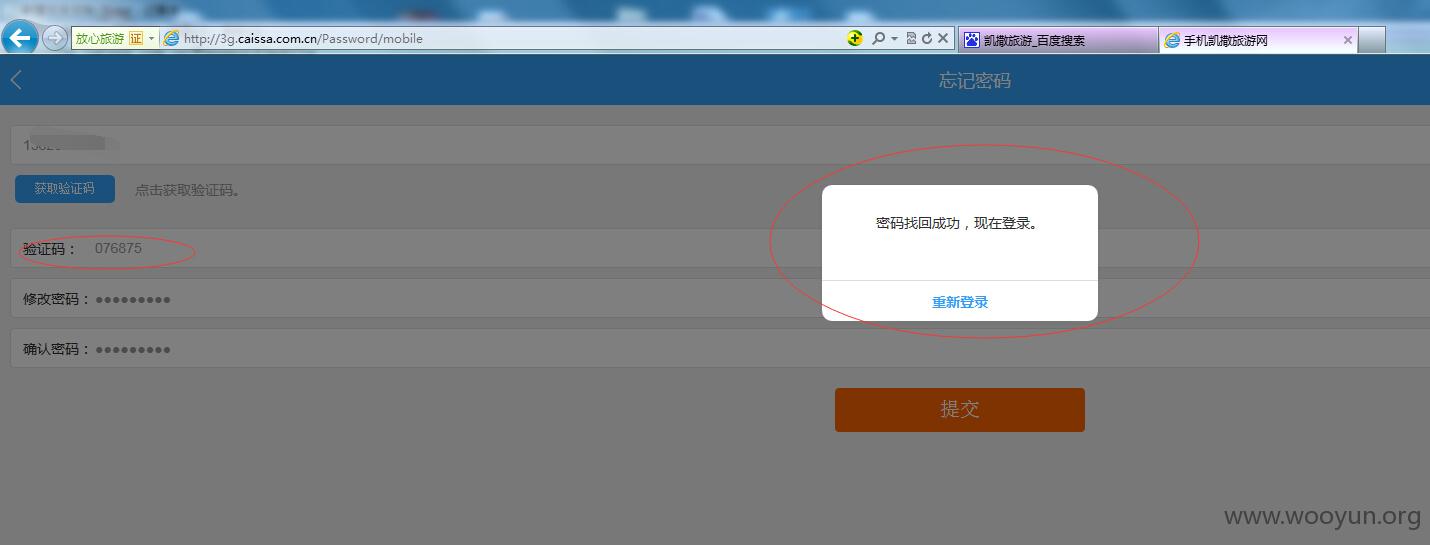 放心旅游 证 http://3g.caissa.com.cn/Password/mobile 凯撒旅游_百度搜索 手机凯撒旅游网
忘记密码
获取验证码 点击获取验证码。
密码找回成功，现在登录。
验证码： 076875
修改密码：●●●●●●●●●
重新登录
确认密码：●●●●●●●●●
提交
www.wooyun.org